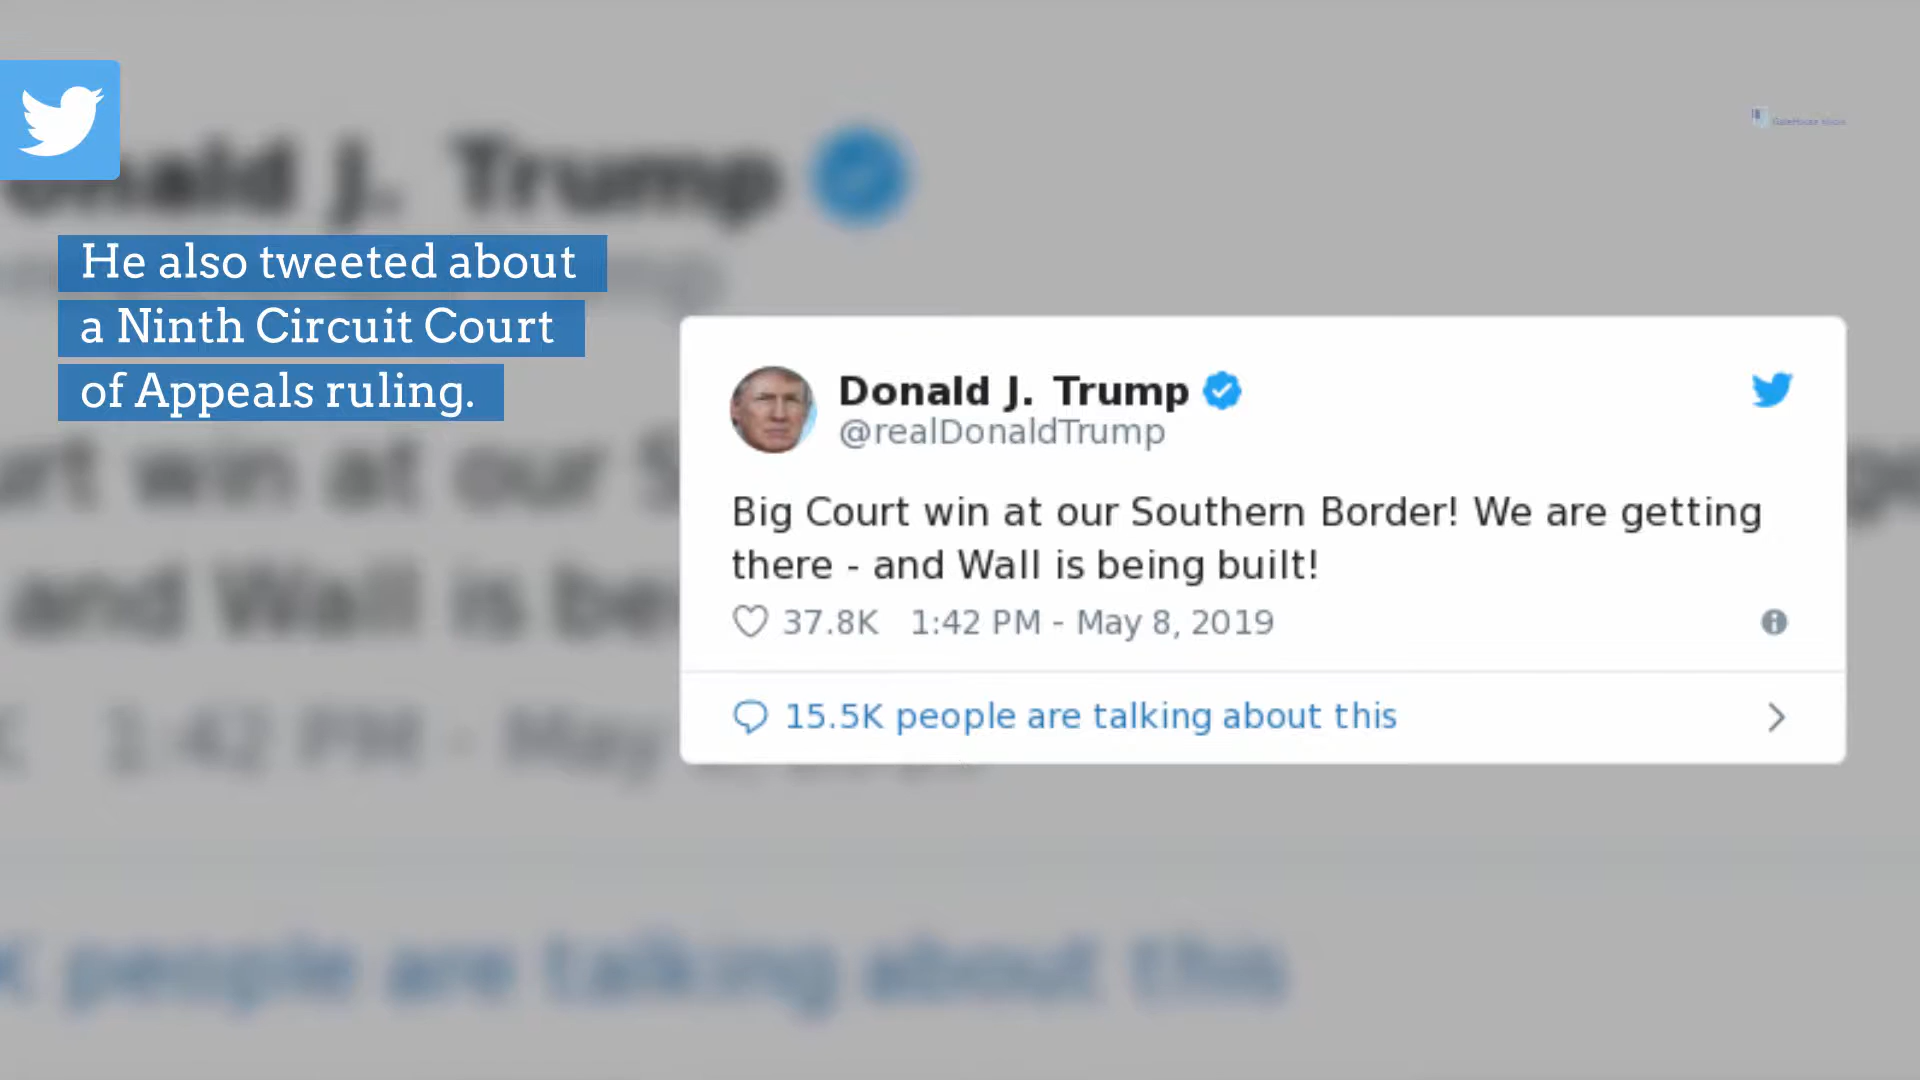 He also tweeted about
a Ninth Circuit Court
of Appeals ruling.
Donald J. Trump
@realDonaldTrump
Big Court win at our Southern Border! We are getting
there - and Wall is being built!
37.8K 1:42 PM - May 8, 2019
15.5K people are talking about this